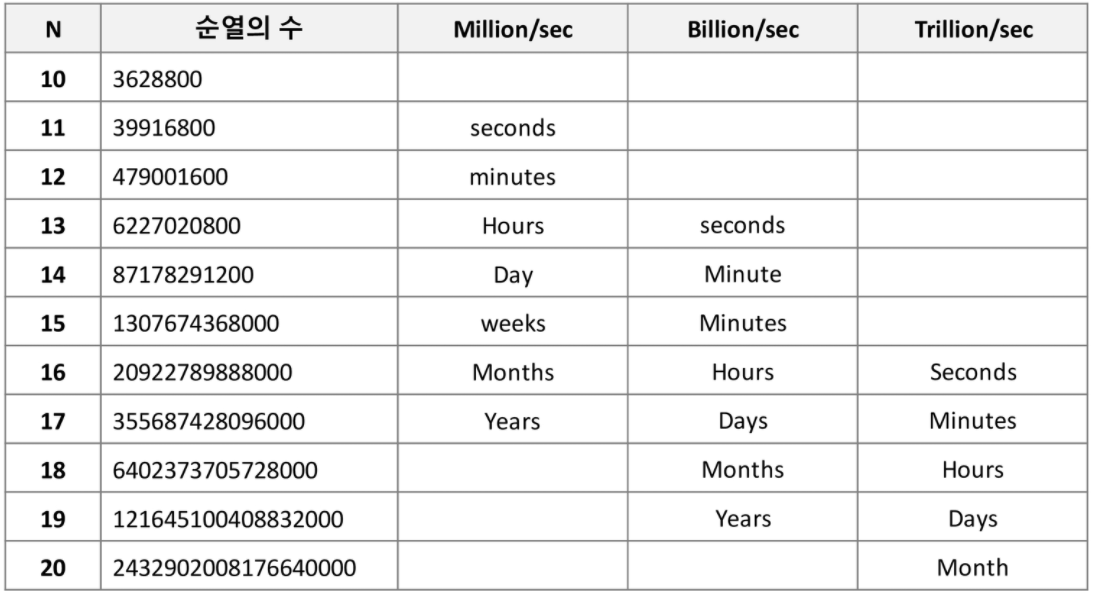 N 순열의 수 Million/sec Billion/sec Trillion/sec
10 3628800
11 39916800 seconds
12 479001600 minutes
13 6227020800 Hours seconds
14 87178291200 Day Minute
15 1307674368000 weeks Minutes
16 20922789888000 Months Hours Seconds
17 355687428096000 Years Days Minutes
18 6402373705728000 Months Hours
19 121645100408832000 Years Days
20 2432902008176640000 Month